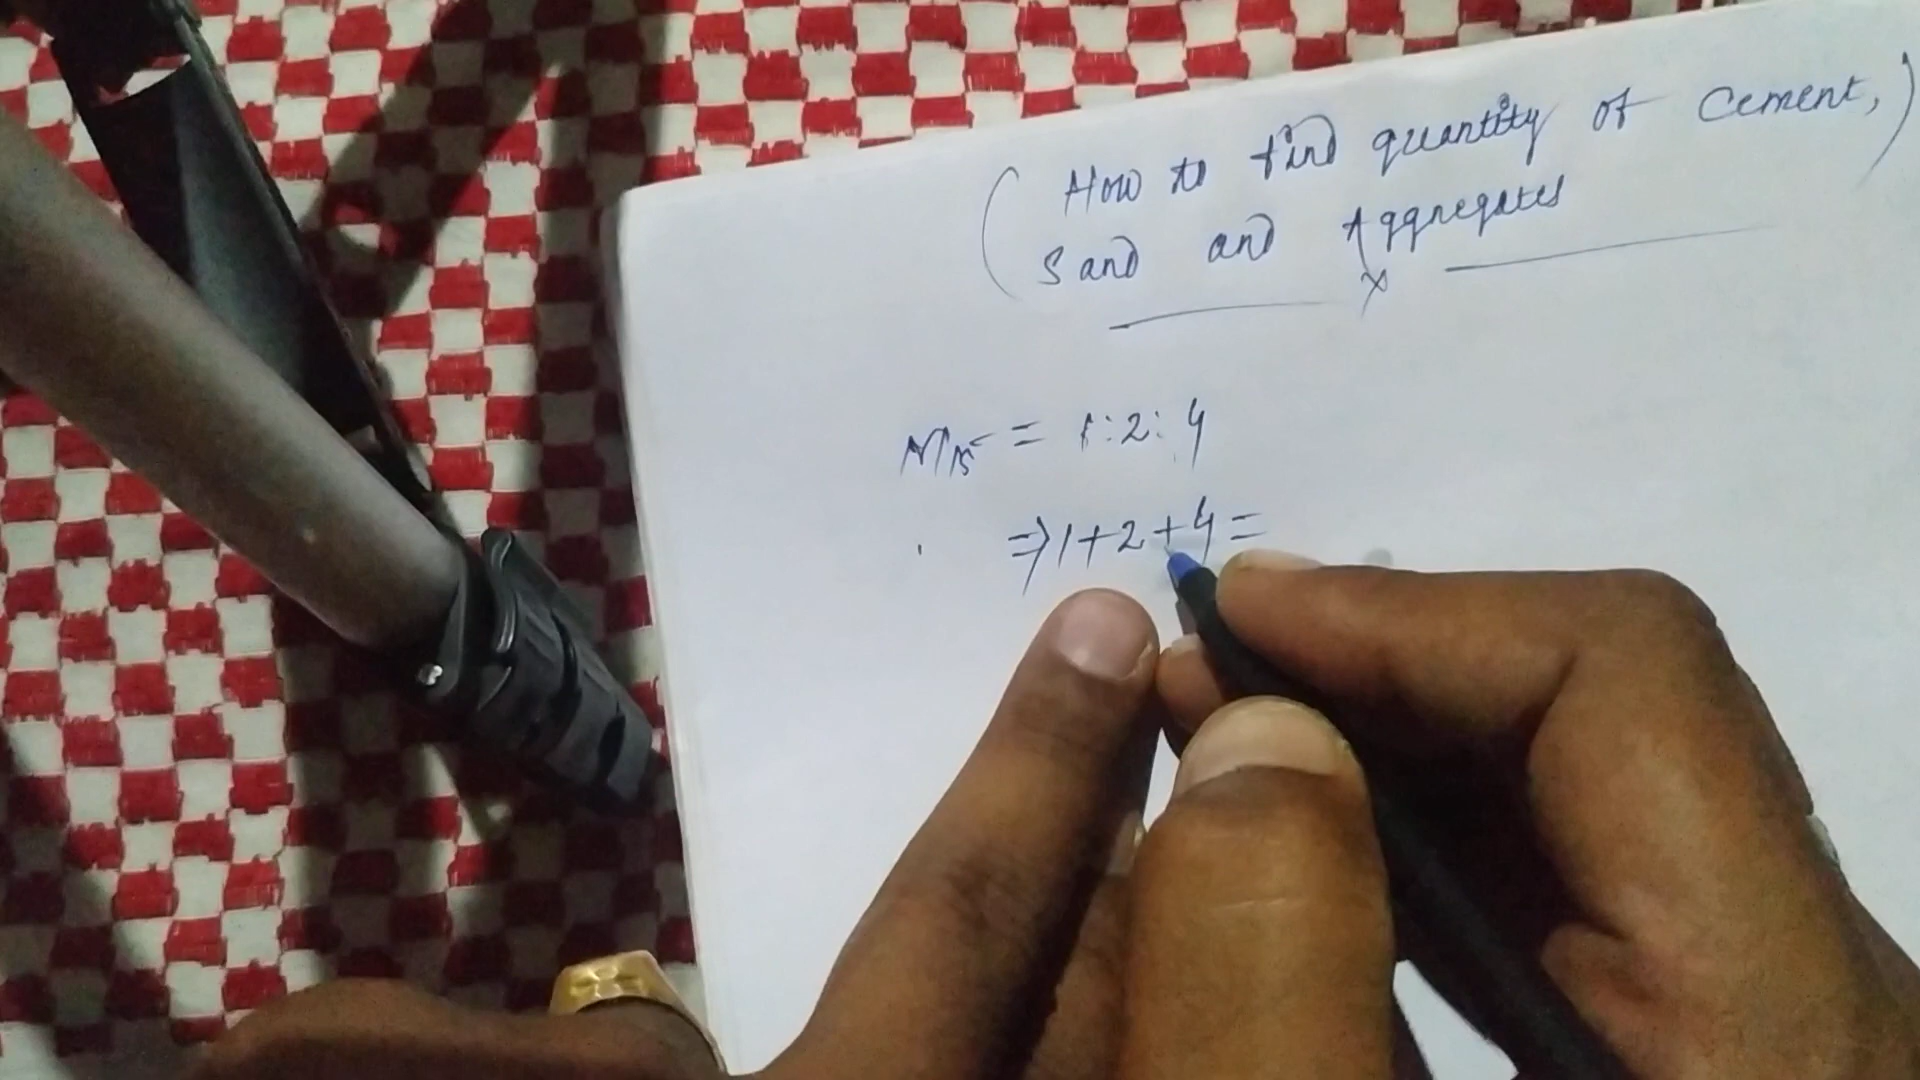 ( How to find quantity of Cement, )
Sand and Aggregates
x
M15 = 1:2:4
⇒ 1+2+4=